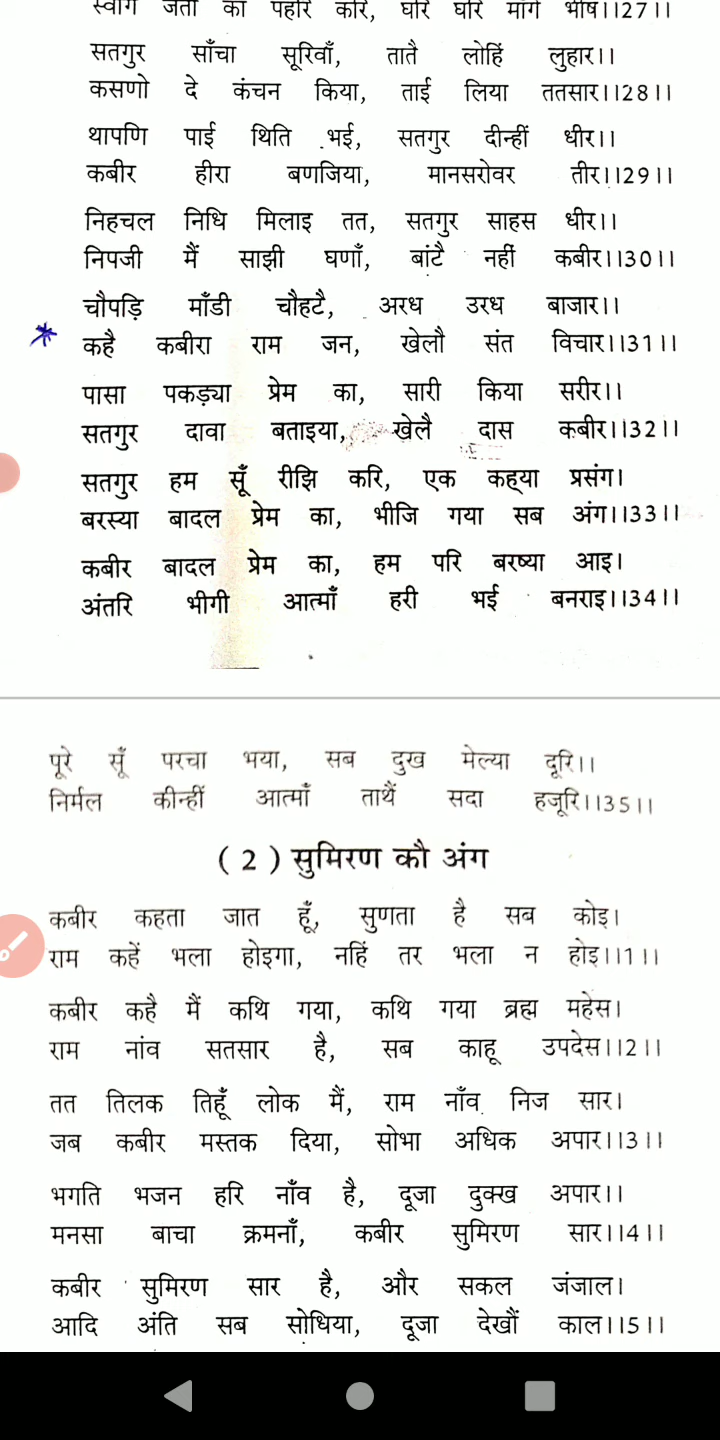 स्वाँग जती का पहरि करि, घरि घरि माँगै भीष।।27।।
सतगुर साँचा सूरिवाँ, तातै लोहिं लुहार।।
कसणो दे कंचन किया, ताई लिया ततसार।।28।।
थापणि पाई थिति भई, सतगुर दीन्हीं धीर।।
कबीर हीरा बणजिया, मानसरोवर तीर।।29।।
निहचल निधि मिलाइ तत, सतगुर साहस धीर।।
निपजी मैं साझी घणाँ, बांटै नहीं कबीर।।30।।
चौपड़ि माँडी चौहटै, अरध उरध बाजार।।
कहै कबीरा राम जन, खेलौ संत विचार।।31।।
पासा पकड़्या प्रेम का, सारी किया सरीर।।
सतगुर दावा बताइया, खेलै दास कबीर।।32।।
सतगुर हम सूँ रीझि करि, एक कह्या प्रसंग।
बरस्या बादल प्रेम का, भीजि गया सब अंग।।33।।
कबीर बादल प्रेम का, हम परि बरष्या आइ।
अंतरि भीगी आत्माँ हरी भई बनराइ।।34।।
पूरे सूँ परचा भया, सब दुख मेल्या दूरि।।
निर्मल कीन्हीं आत्माँ ताथैं सदा हजूरि।।35।।
( 2 ) सुमिरण कौ अंग
कबीर कहता जात हूँ, सुणता है सब कोइ।
राम कहें भला होइगा, नहिं तर भला न होइ।।1।।
कबीर कहै मैं कथि गया, कथि गया ब्रह्म महेस।
राम नांव सतसार है, सब काहू उपदेस।।2।।
तत तिलक तिहूँ लोक मैं, राम नाँव निज सार।
जब कबीर मस्तक दिया, सोभा अधिक अपार।।3।।
भगति भजन हरि नाँव है, दूजा दुक्ख अपार।।
मनसा बाचा क्रमनाँ, कबीर सुमिरण सार।।4।।
कबीर सुमिरण सार है, और सकल जंजाल।
आदि अंति सब सोधिया, दूजा देखौं काल।।5।।